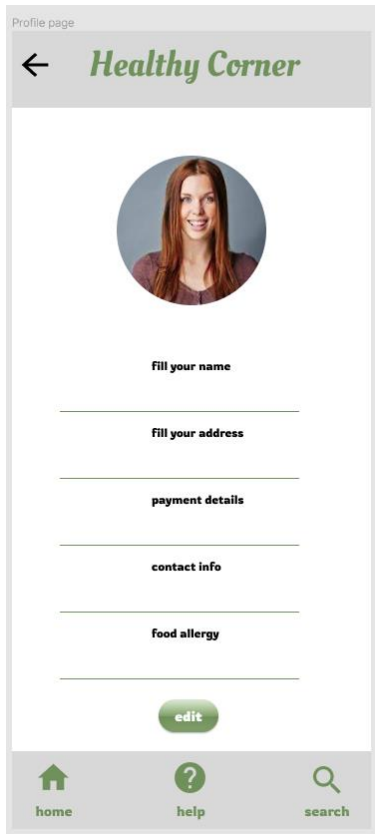 Profile page
Healthy Corner
fill your name
fill your address
payment details
contact info
food allergy
edit
home help search